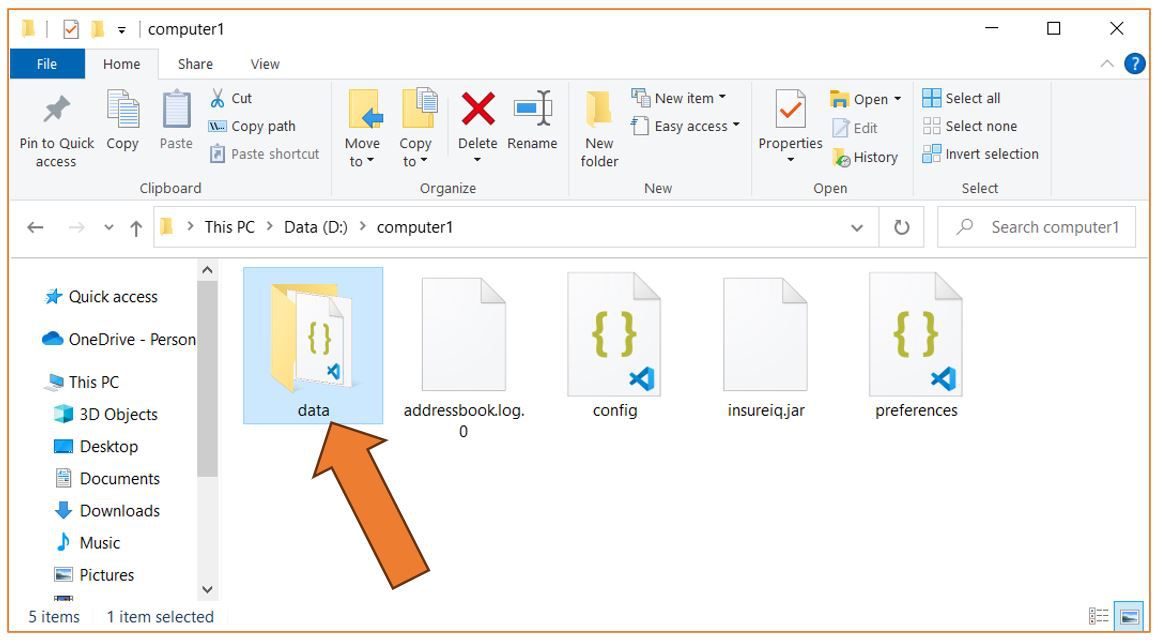 computer1
File Home Share View
?
Pin to Quick access
Copy
Paste
Cut
Copy path
Paste shortcut
Clipboard
Move to
Copy to
Delete
Rename
Organize
New folder
New item
Easy access
New
Properties
Open
Edit
History
Open
Select all
Select none
Invert selection
Select
This PC > Data (D:) > computer1
Search computer1
Quick access
OneDrive - Person
This PC
3D Objects
Desktop
Documents
Downloads
Music
Pictures
data
addressbook.log.
0
{}
config
insureiq.jar
{}
preferences
5 items 1 item selected